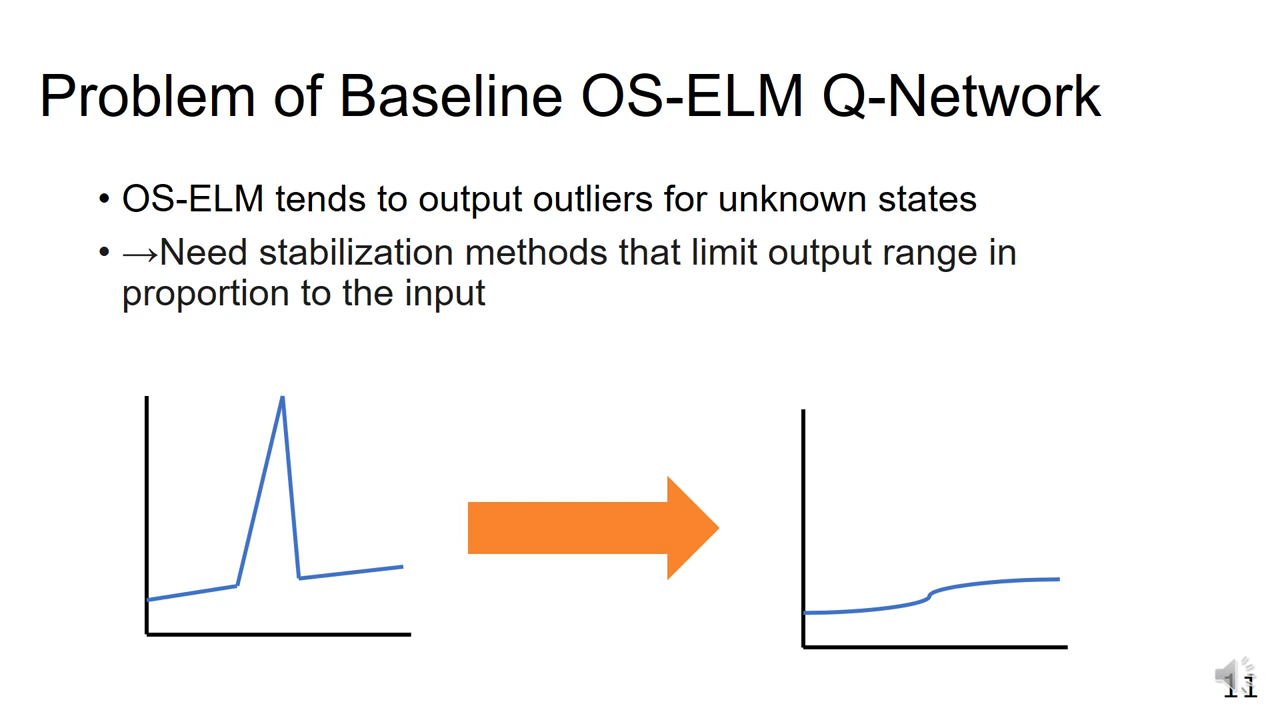 Problem of Baseline OS-ELM Q-Network
• OS-ELM tends to output outliers for unknown states
• →Need stabilization methods that limit output range in
proportion to the input
11